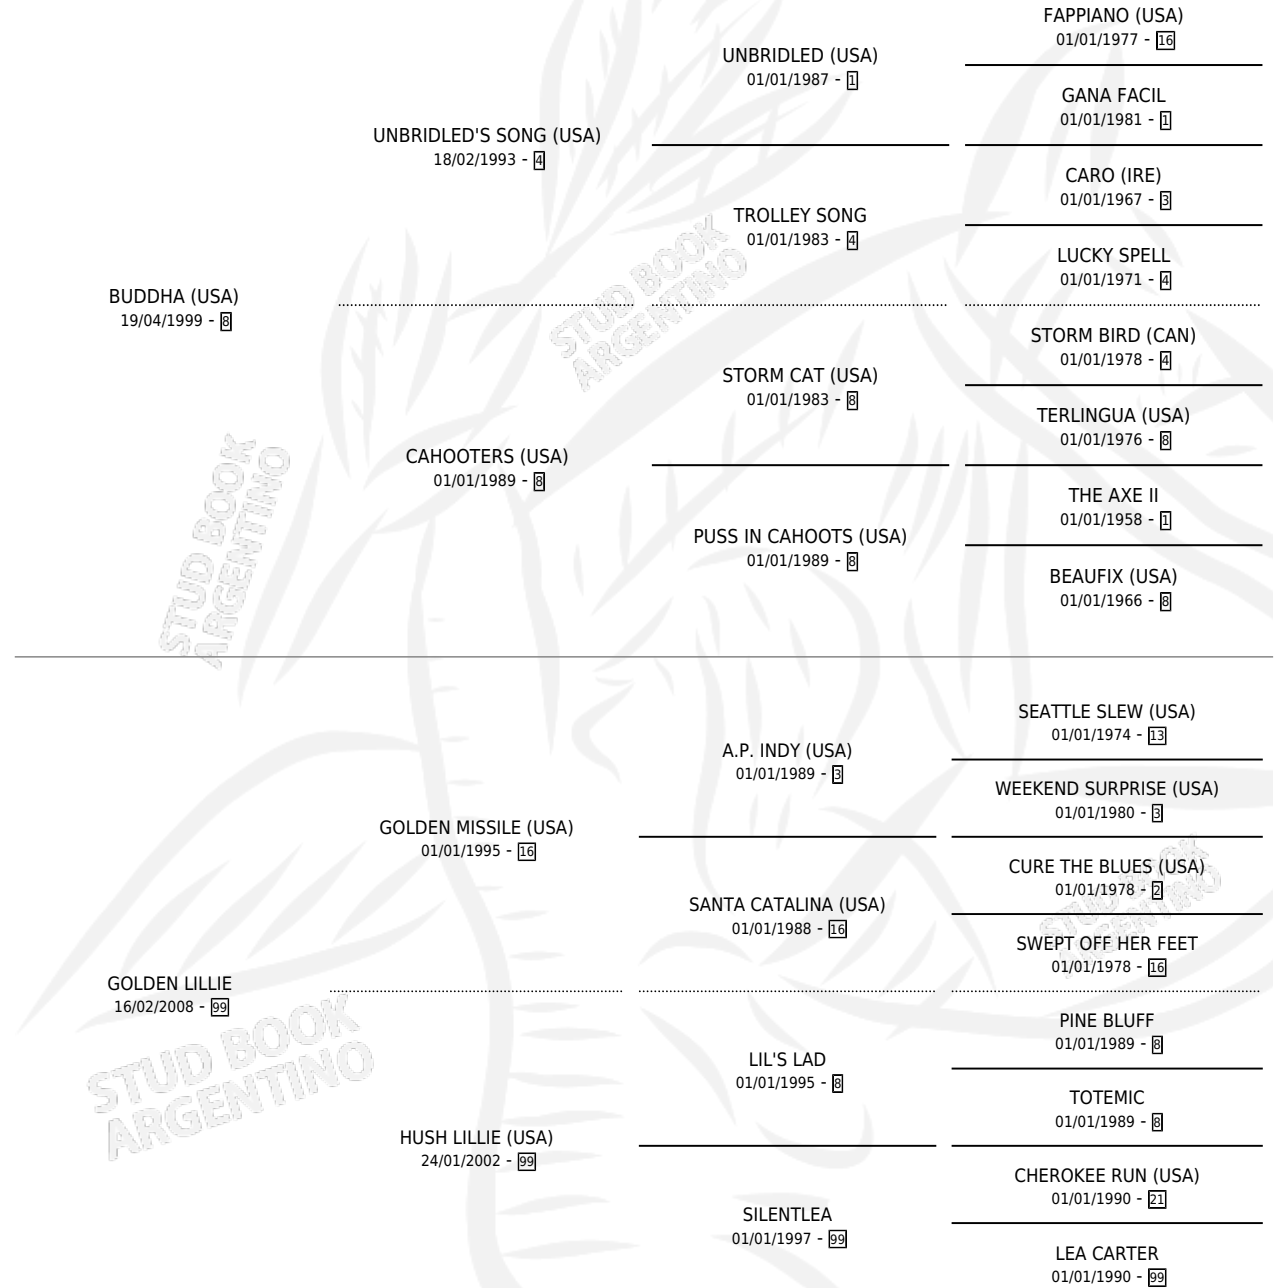 FAPPIANO (USA)
01/01/1977 - 16
UNBRIDLED (USA)
01/01/1987 - 1
GANA FACIL
01/01/1981 - 1
UNBRIDLED'S SONG (USA)
18/02/1993 - 4
CARO (IRE)
01/01/1967 - 3
TROLLEY SONG
01/01/1983 - 4
LUCKY SPELL
01/01/1971 - 4
BUDDHA (USA)
19/04/1999 - 8
STORM BIRD (CAN)
01/01/1978 - 4
STORM CAT (USA)
01/01/1983 - 8
TERLINGUA (USA)
01/01/1976 - 8
CAHOOTERS (USA)
01/01/1989 - 8
THE AXE II
01/01/1958 - 1
PUSS IN CAHOOTS (USA)
01/01/1989 - 8
BEAUFIX (USA)
01/01/1966 - 8
STUD BOOK
ARGENTINO
STUD BOOK
ARGENTINO
SEATTLE SLEW (USA)
01/01/1974 - 13
A.P. INDY (USA)
01/01/1989 - 3
WEEKEND SURPRISE (USA)
01/01/1980 - 3
GOLDEN MISSILE (USA)
01/01/1995 - 16
CURE THE BLUES (USA)
01/01/1978 - 2
SANTA CATALINA (USA)
01/01/1988 - 16
SWEPT OFF HER FEET
01/01/1978 - 16
GOLDEN LILLIE
16/02/2008 - 99
PINE BLUFF
01/01/1989 - 8
LIL'S LAD
01/01/1995 - 8
TOTEMIC
01/01/1989 - 8
HUSH LILLIE (USA)
24/01/2002 - 99
CHEROKEE RUN (USA)
01/01/1990 - 21
SILENTLEA
01/01/1997 - 99
LEA CARTER
01/01/1990 - 99
STUD BOOK
ARGENTINO
STUD BOOK
ARGENTINO